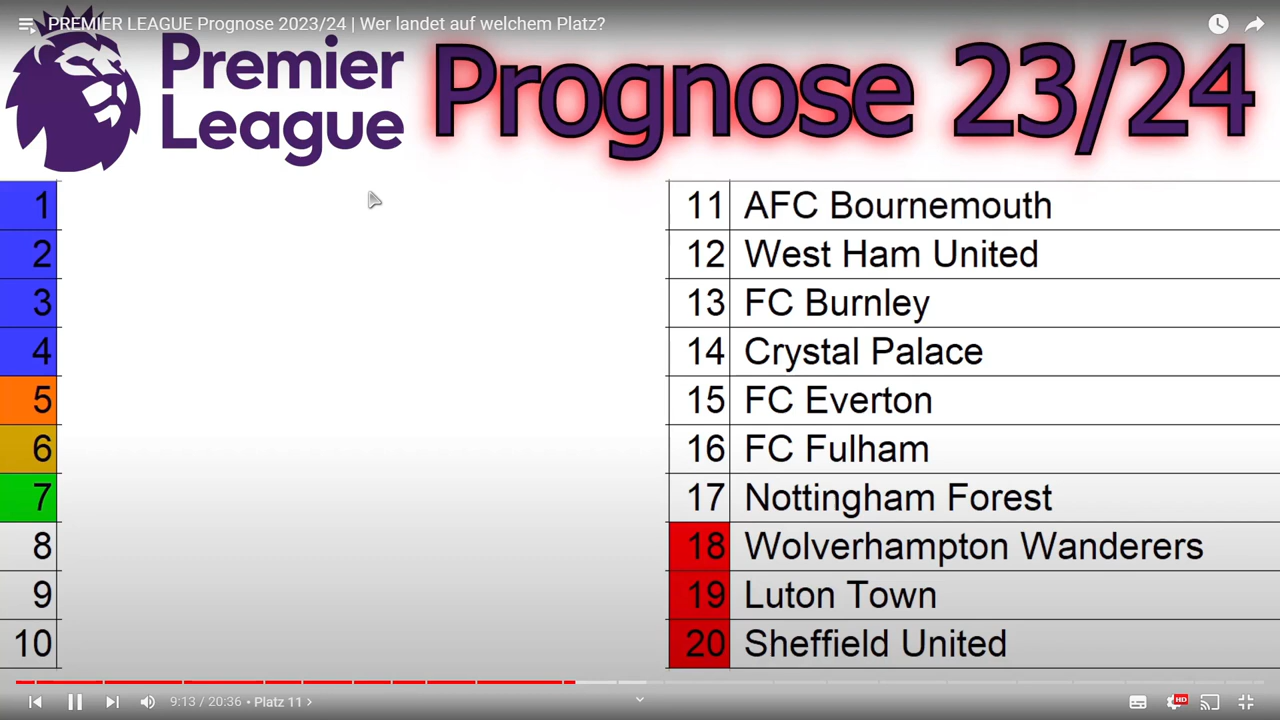 PREMIER LEAGUE Prognose 2023/24 | Wer landet auf welchem Platz?
Premier
League
Prognose 23/24
1
2
3
4
5
6
7
8
9
10
11 AFC Bournemouth
12 West Ham United
13 FC Burnley
14 Crystal Palace
15 FC Everton
16 FC Fulham
17 Nottingham Forest
18 Wolverhampton Wanderers
19 Luton Town
20 Sheffield United
9:13 / 20:36 • Platz 11 >
HD